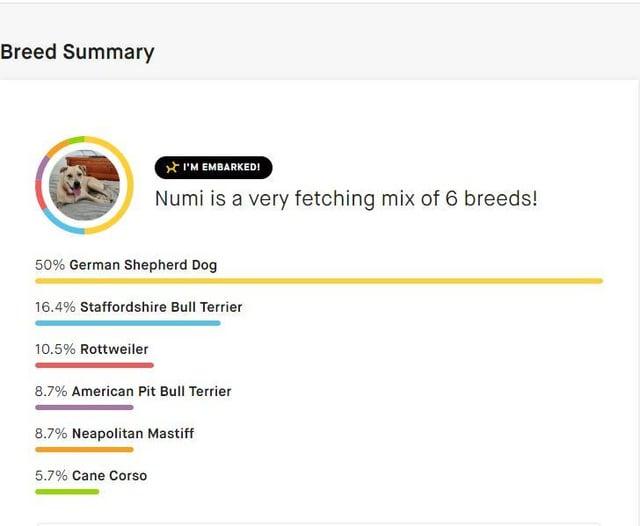 Breed Summary
I'M EMBARKED!
Numi is a very fetching mix of 6 breeds!
50% German Shepherd Dog
16.4% Staffordshire Bull Terrier
10.5% Rottweiler
8.7% American Pit Bull Terrier
8.7% Neapolitan Mastiff
5.7% Cane Corso